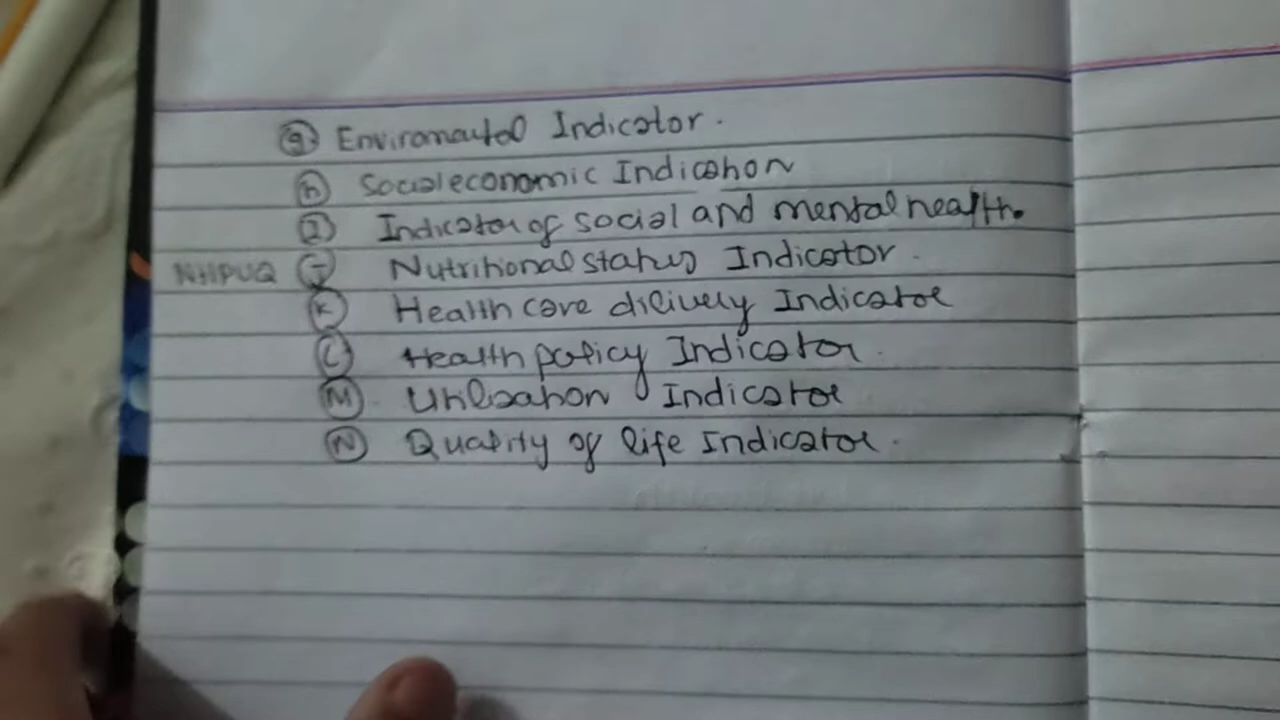 g Enviromental Indicator.
h Socialeconomic Indication
I Indicator of social and mental health.
NHPUQ J Nutritional status Indicator.
K Health care dilivery Indicator
L Health policy Indicator.
M Utilisation Indicator
N Quality of life Indicator.